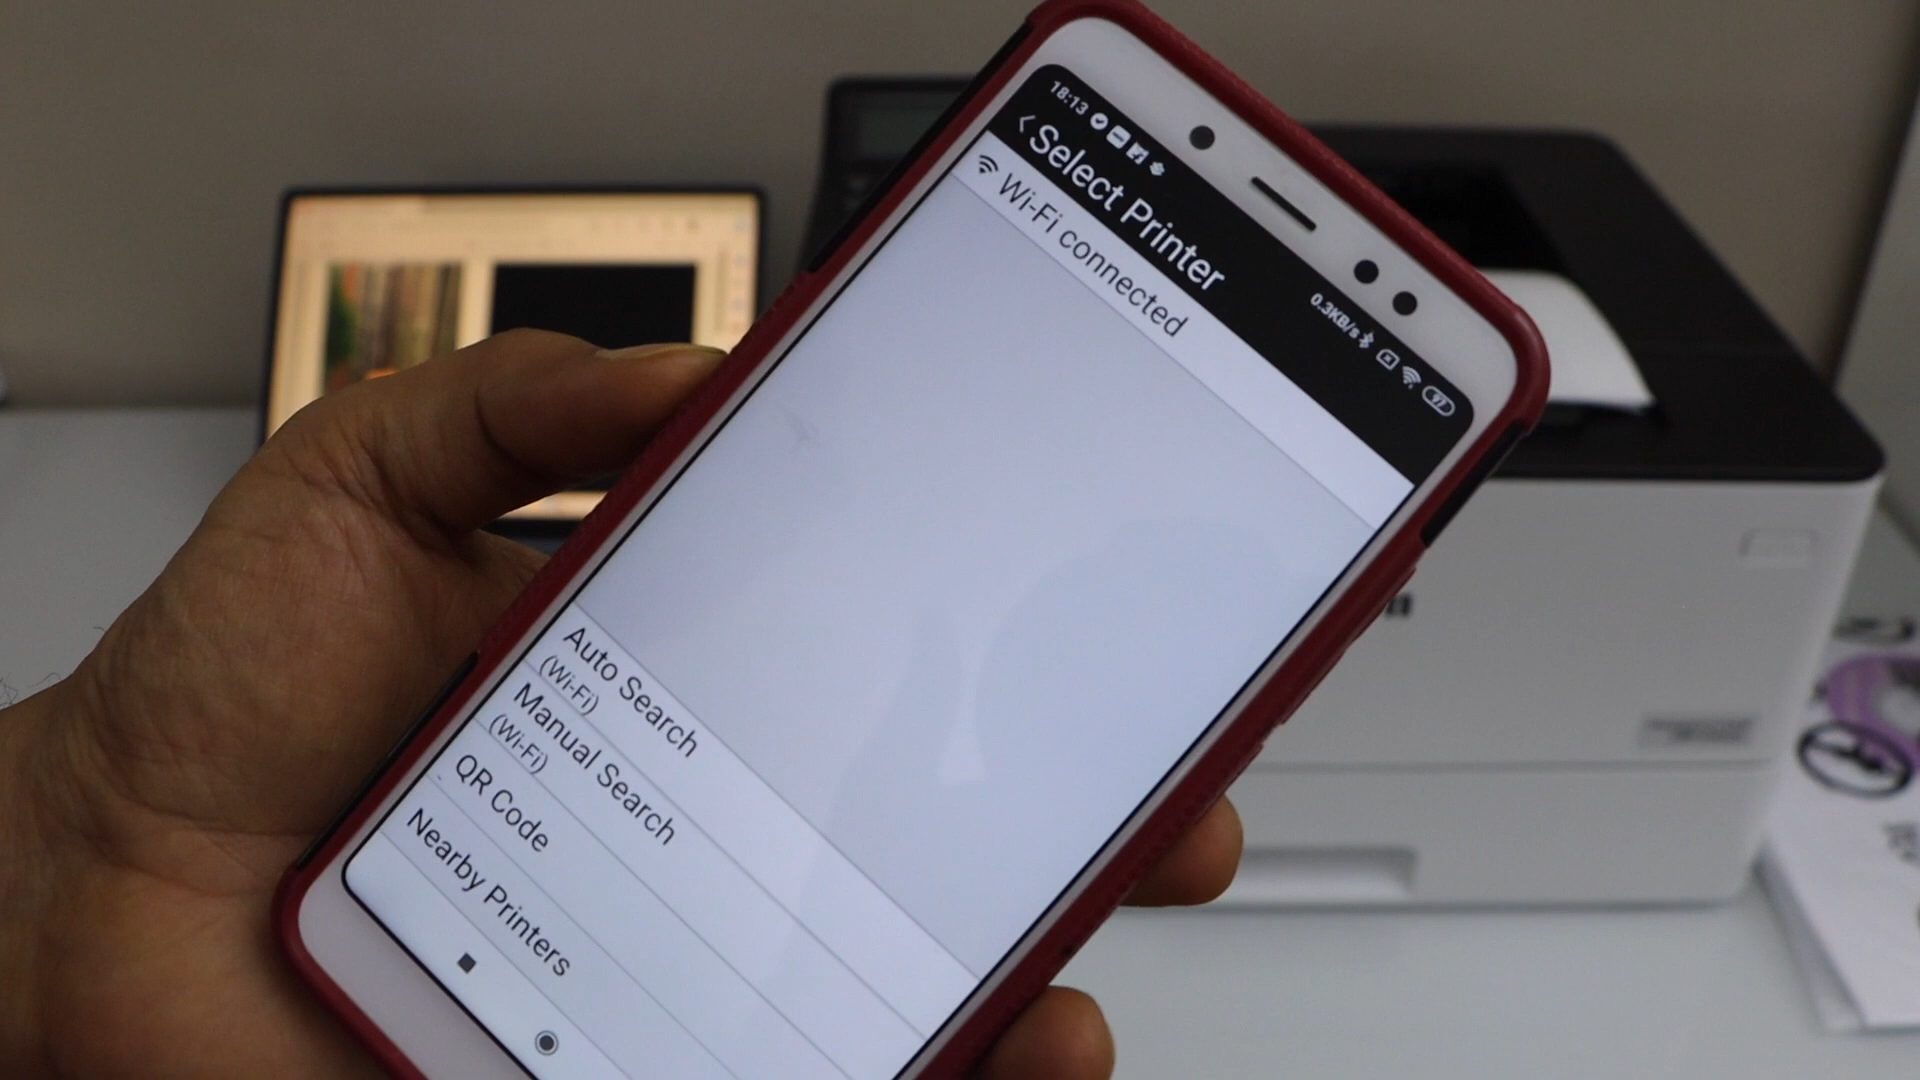 18:13
0.3KB/s
97
Select Printer
Wi-Fi connected
Auto Search
(Wi-Fi)
Manual Search
(Wi-Fi)
QR Code
Nearby Printers